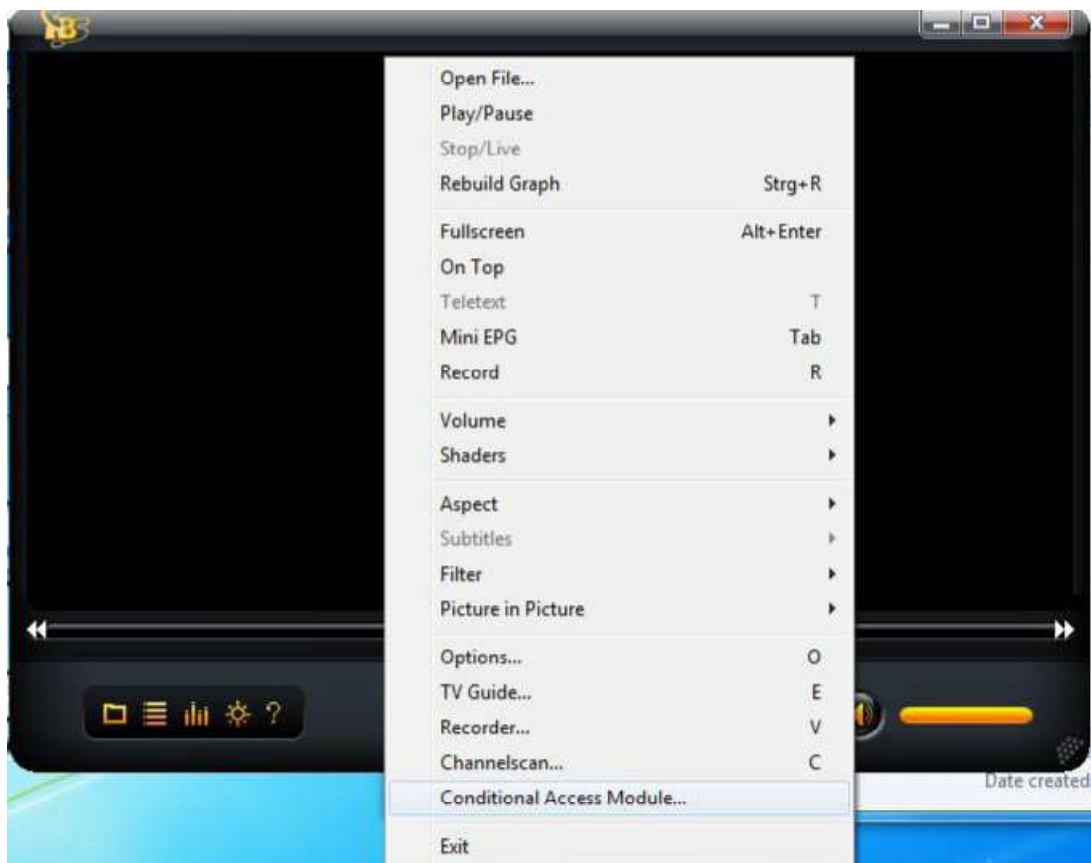 Open File...
Play/Pause
Stop/Live
Rebuild Graph Strg+R
Fullscreen Alt+Enter
On Top
Teletext T
Mini EPG Tab
Record R
Volume
Shaders
Aspect
Subtitles
Filter
Picture in Picture
Options... O
TV Guide... E
Recorder... V
Channelscan... C
Conditional Access Module...
Date created
Exit